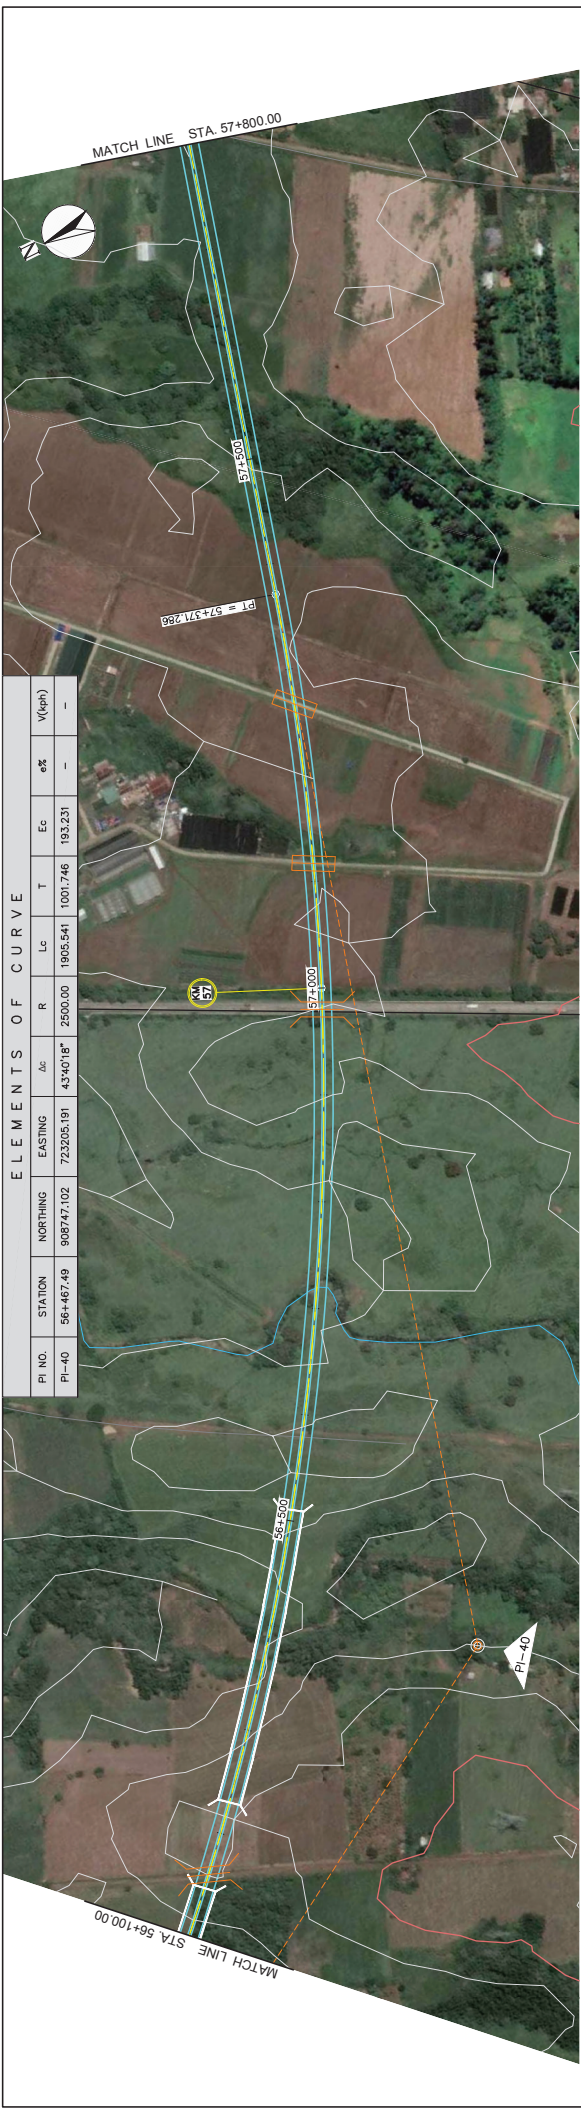 ELEMENTS OF CURVE
PI NO. STATION NORTHING EASTING Δc R Lc T Ec e% V(kph)
PI-40 56+467.49 908747.102 723205.191 43°40'18" 2500.00 1905.541 1001.746 193.231 - -
MATCH LINE STA. 56+100.00
56+500
PI-40
57+000
KM
57
PT = 57+371.286
57+500
MATCH LINE STA. 57+800.00
N